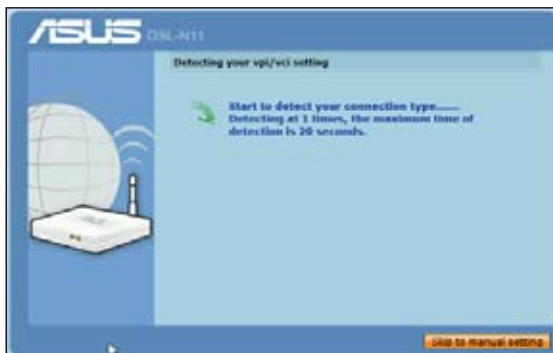 ASUS DSL-N11
Detecting your vpi/vci setting
Start to detect your connection type......
Detecting at 1 times, the maximum time of
detection is 20 seconds.
Skip to manual setting